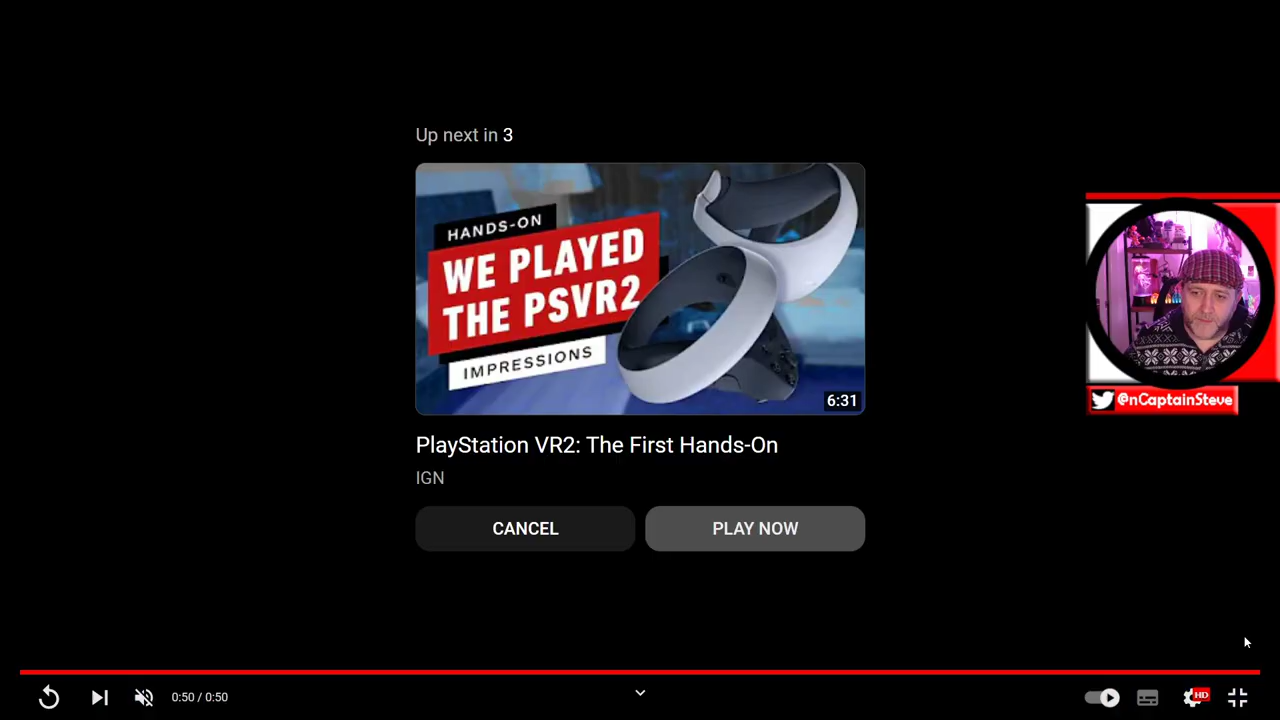 Up next in 3
HANDS-ON
WE PLAYED
THE PSVR2
IMPRESSIONS
6:31
PlayStation VR2: The First Hands-On
IGN
CANCEL
PLAY NOW
@nCaptainSteve
0:50 / 0:50
HD